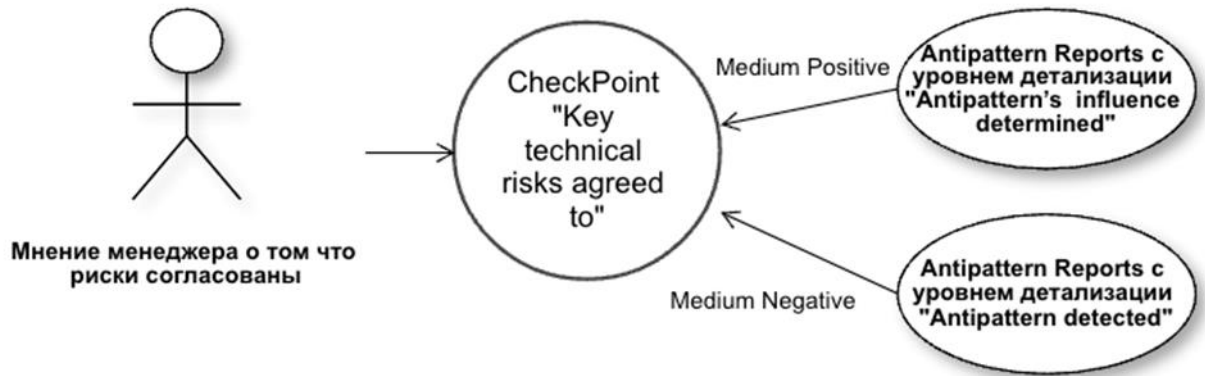 Мнение менеджера о том что
риски согласованы
CheckPoint
"Key
technical
risks agreed
to"
Medium Positive
Medium Negative
Antipattern Reports с
уровнем детализации
"Antipattern’s influence
determined"
Antipattern Reports с
уровнем детализации
"Antipattern detected"